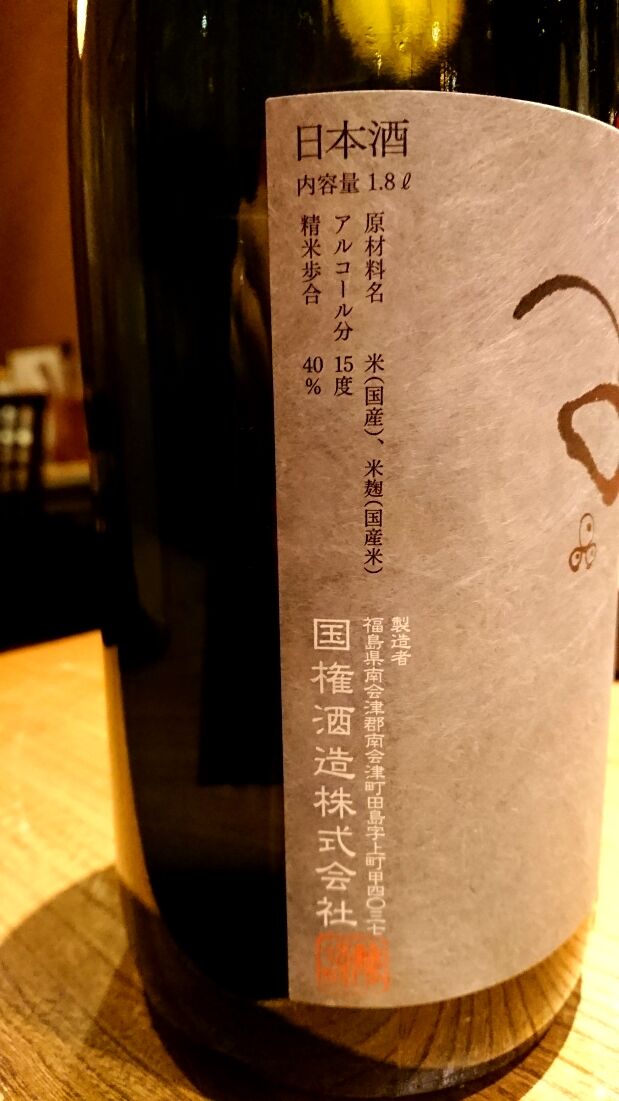 日本酒
内容量 1.8ℓ
原材料名 米(国産)、米麹(国産米)
アルコール分 15度
精米歩合 40%
製造者
福島県南会津郡南会津町田島字上町甲四〇三七
国権酒造株式会社